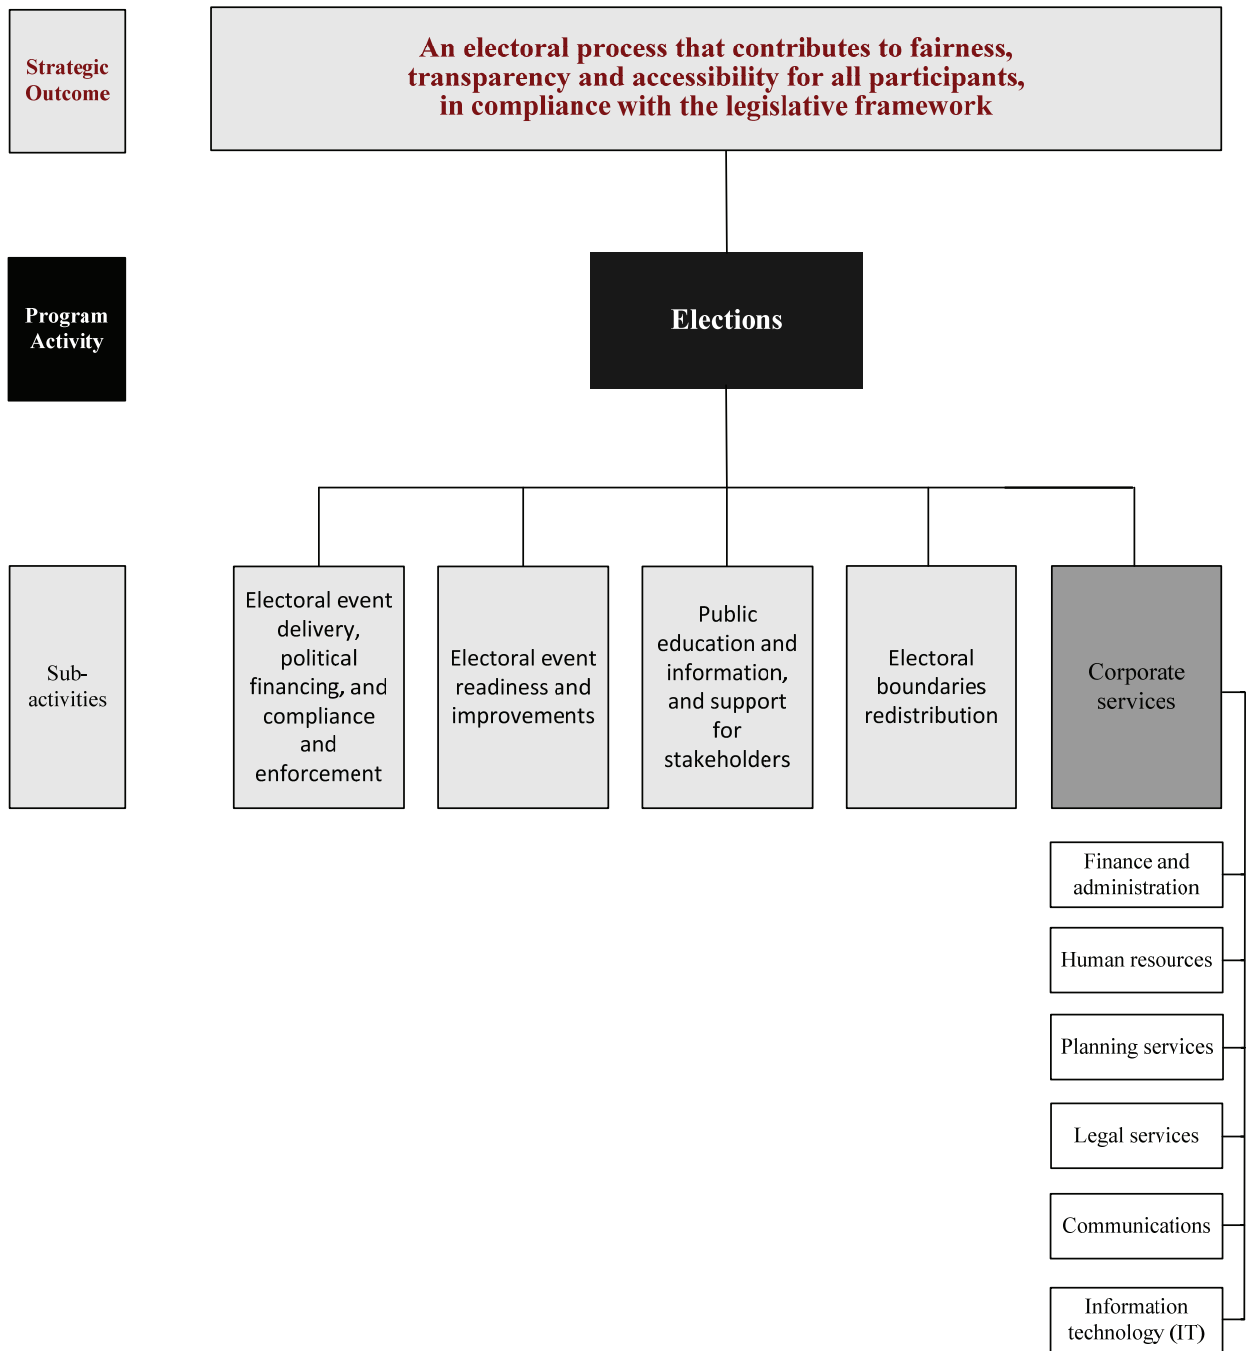 Strategic
Outcome
An electoral process that contributes to fairness,
transparency and accessibility for all participants,
in compliance with the legislative framework
Program
Activity
Elections
Sub-
activities
Electoral event
delivery,
political
financing, and
compliance
and
enforcement
Electoral event
readiness and
improvements
Public
education and
information,
and support
for
stakeholders
Electoral
boundaries
redistribution
Corporate
services
Finance and
administration
Human resources
Planning services
Legal services
Communications
Information
technology (IT)